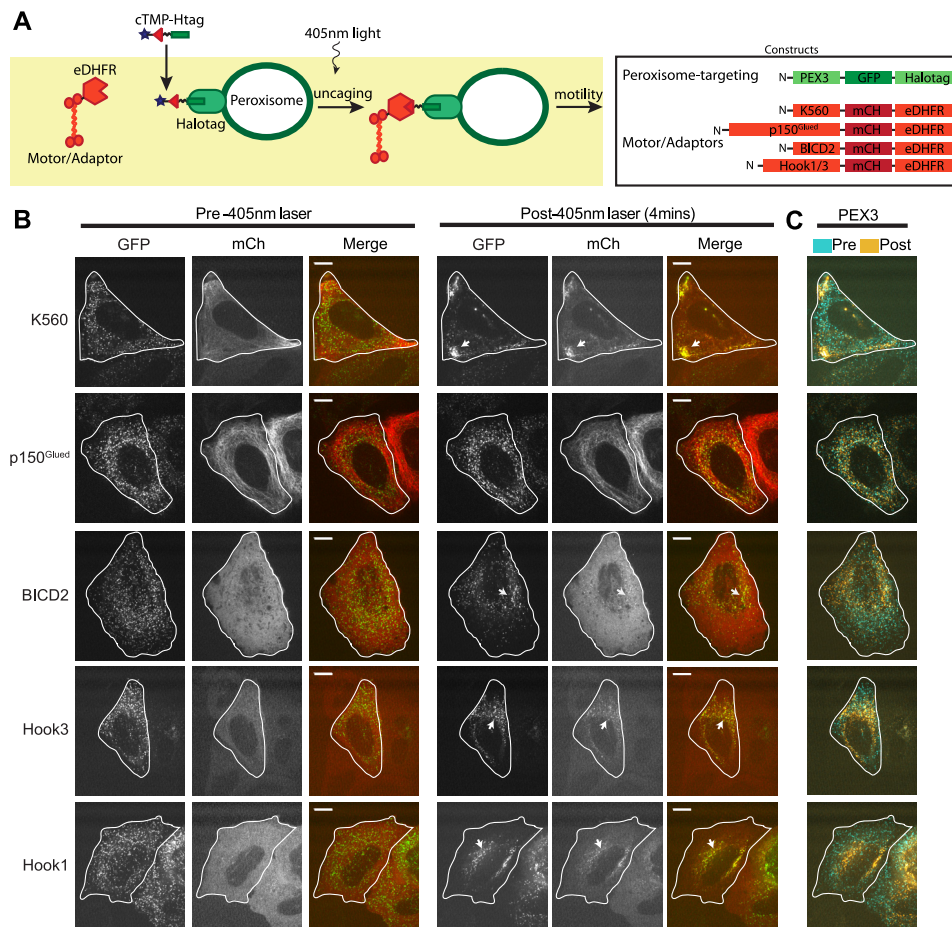 A
cTMP-Htag
eDHFR
Motor/Adaptor
Halotag
Peroxisome
405nm light
uncaging
motility
Constructs
Peroxisome-targeting
N- PEX3 GFP Halotag
Motor/Adaptors
N- K560 mCH eDHFR
N- p150Glued mCH eDHFR
N- BICD2 mCH eDHFR
N- Hook1/3 mCH eDHFR
B
Pre -405nm laser
Post-405nm laser (4mins)
C
PEX3
GFP mCh Merge GFP mCh Merge
Pre Post
K560
p150Glued
BICD2
Hook3
Hook1